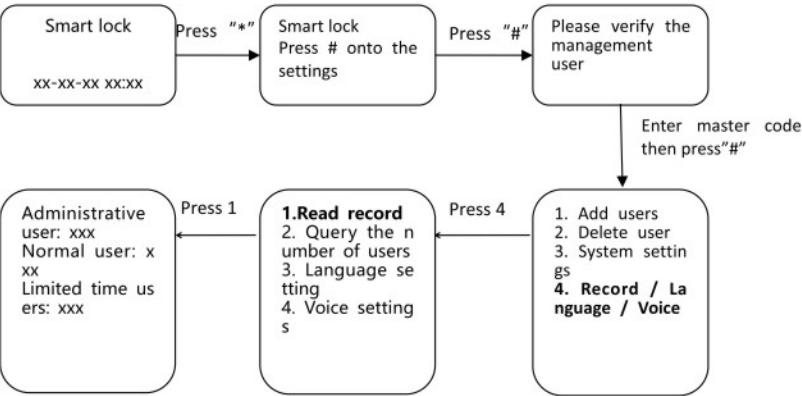 Smart lock
xx-xx-xx xx:xx
Press "*"
Smart lock
Press # onto the
settings
Press "#"
Please verify the
management
user
Enter master code
then press"#"
1. Add users
2. Delete user
3. System settin
gs
4. Record / La
nguage / Voice
Press 4
1.Read record
2. Query the n
umber of users
3. Language se
tting
4. Voice setting
s
Press 1
Administrative
user: xxx
Normal user: x
xx
Limited time us
ers: xxx